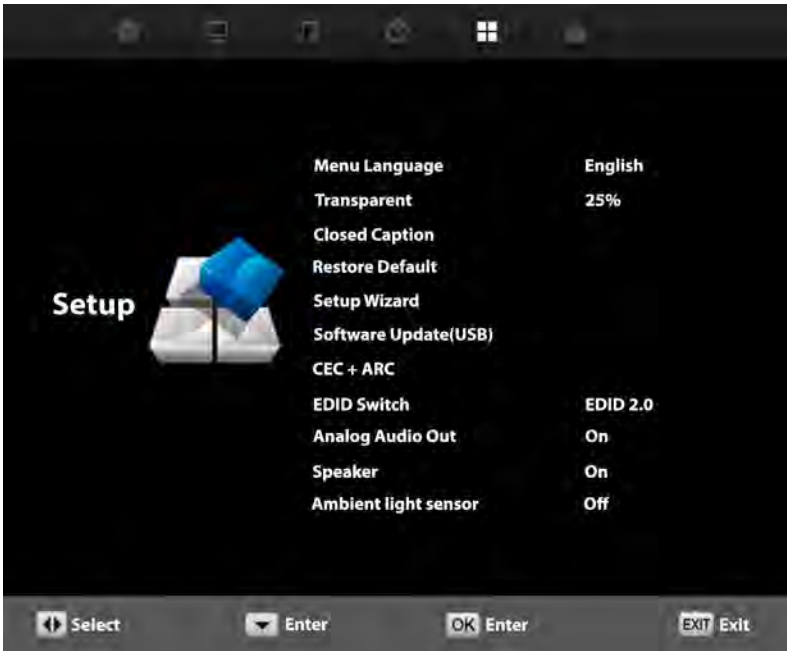 Menu Language English
Transparent 25%
Closed Caption
Restore Default
Setup
Setup Wizard
Software Update(USB)
CEC + ARC
EDID Switch EDID 2.0
Analog Audio Out On
Speaker On
Ambient light sensor Off
Select Enter OK Enter EXIT Exit